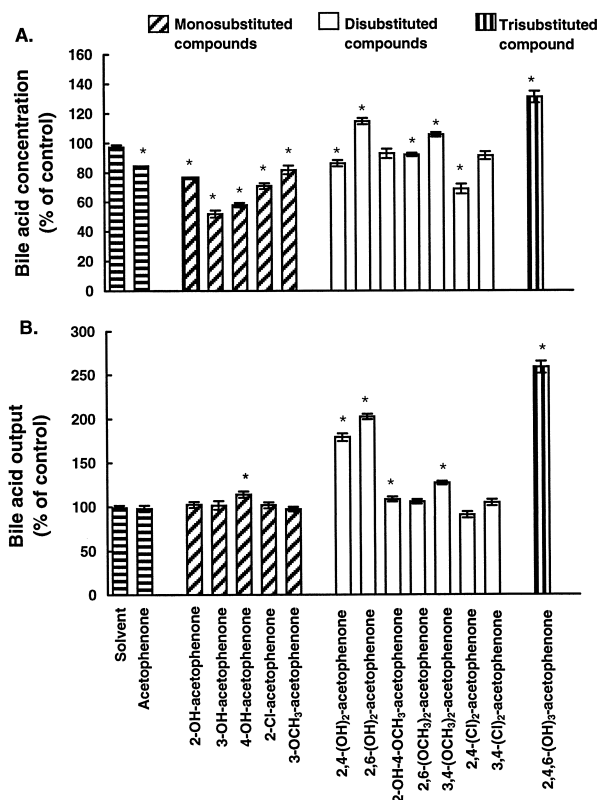 A.
Monosubstituted compounds
Disubstituted compounds
Trisubstituted compound
Bile acid concentration
(% of control)
160
140
120
100
80
60
40
20
0
* * * * * * * * * * * *
B.
Bile acid output
(% of control)
300
250
200
150
100
50
0
* * * * * *
Solvent
Acetophenone
2-OH-acetophenone
3-OH-acetophenone
4-OH-acetophenone
2-Cl-acetophenone
3-OCH₃-acetophenone
2,4-(OH)₂-acetophenone
2,6-(OH)₂-acetophenone
2-OH-4-OCH₃-acetophenone
2,6-(OCH₃)₂-acetophenone
3,4-(OCH₃)₂-acetophenone
2,4-(Cl)₂-acetophenone
3,4-(Cl)₂-acetophenone
2,4,6-(OH)₃-acetophenone